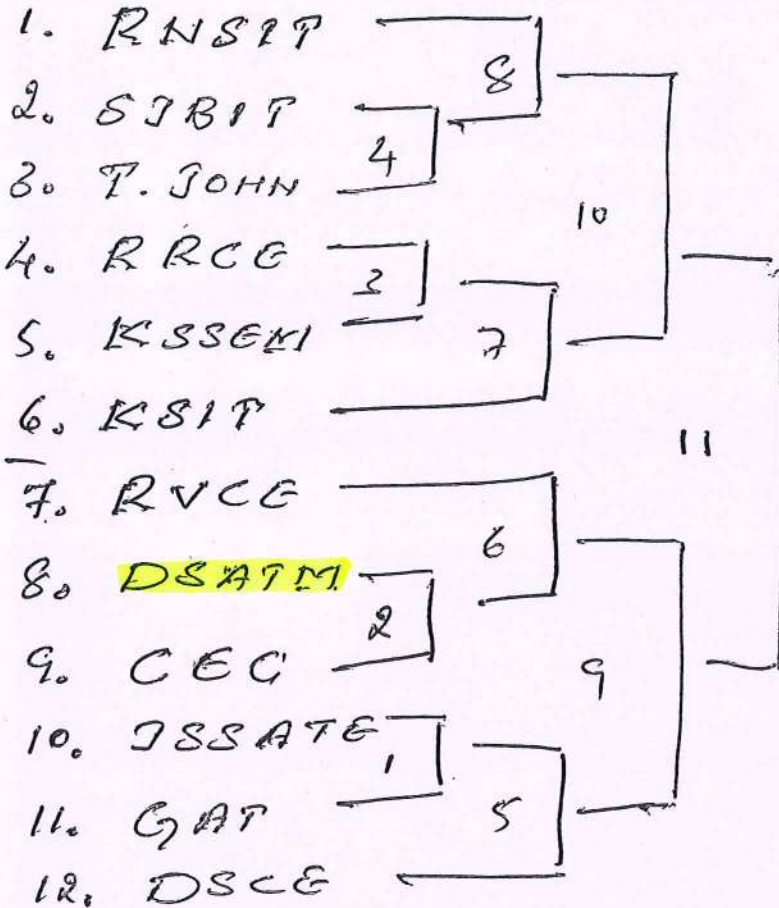 1. RNSIT
8
2. SJBIT
4
3. T. JOHN
10
4. RRCE
3
5. KSSEM
7
6. KSIT
11
7. RVCE
6
8. DSATM
2
9. CEC
9
10. JSSATE
1
11. GAT
5
12. DSCE